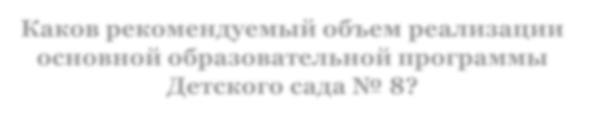 Каков рекомендуемый объем реализации
основной образовательной программы
Детского сада № 8?